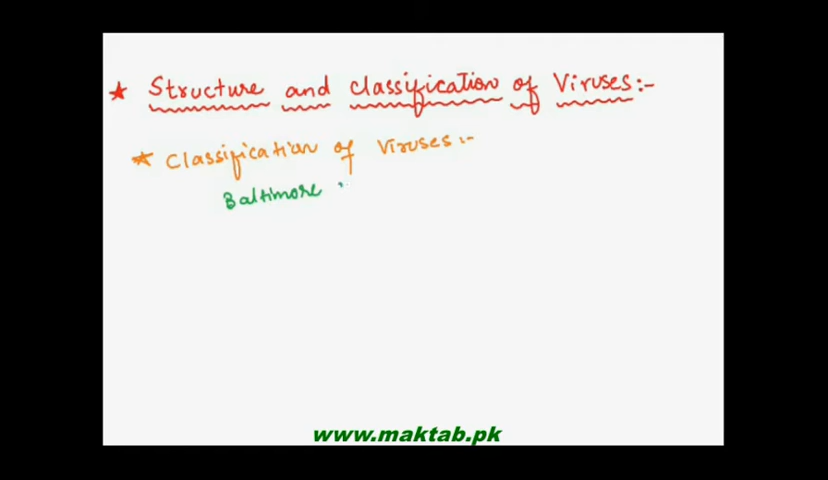 ★ Structure and classification of Viruses:-
★ Classification of Viruses:-
Baltimore
www.maktab.pk